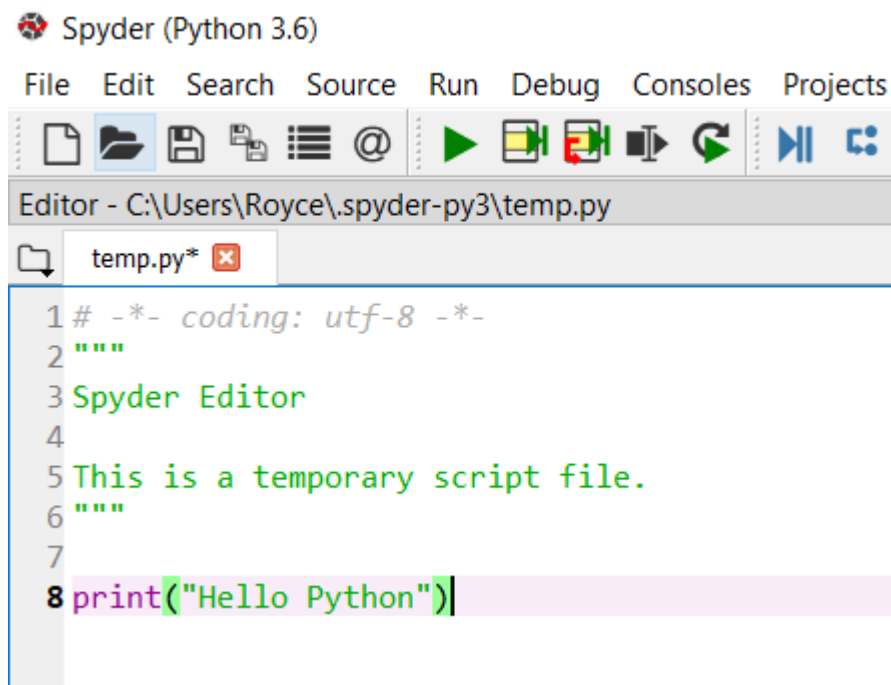 Spyder (Python 3.6)
File Edit Search Source Run Debug Consoles Projects
@
Editor - C:\Users\Royce\.spyder-py3\temp.py
temp.py*
1 # -*- coding: utf-8 -*-
2 """
3 Spyder Editor
4
5 This is a temporary script file.
6 """
7
8 print("Hello Python")